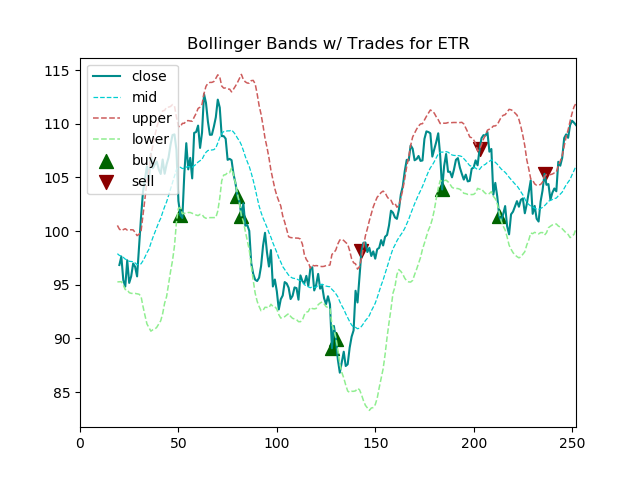 Bollinger Bands w/ Trades for ETR
close
mid
upper
lower
buy
sell
115
110
105
100
95
90
85
0 50 100 150 200 250